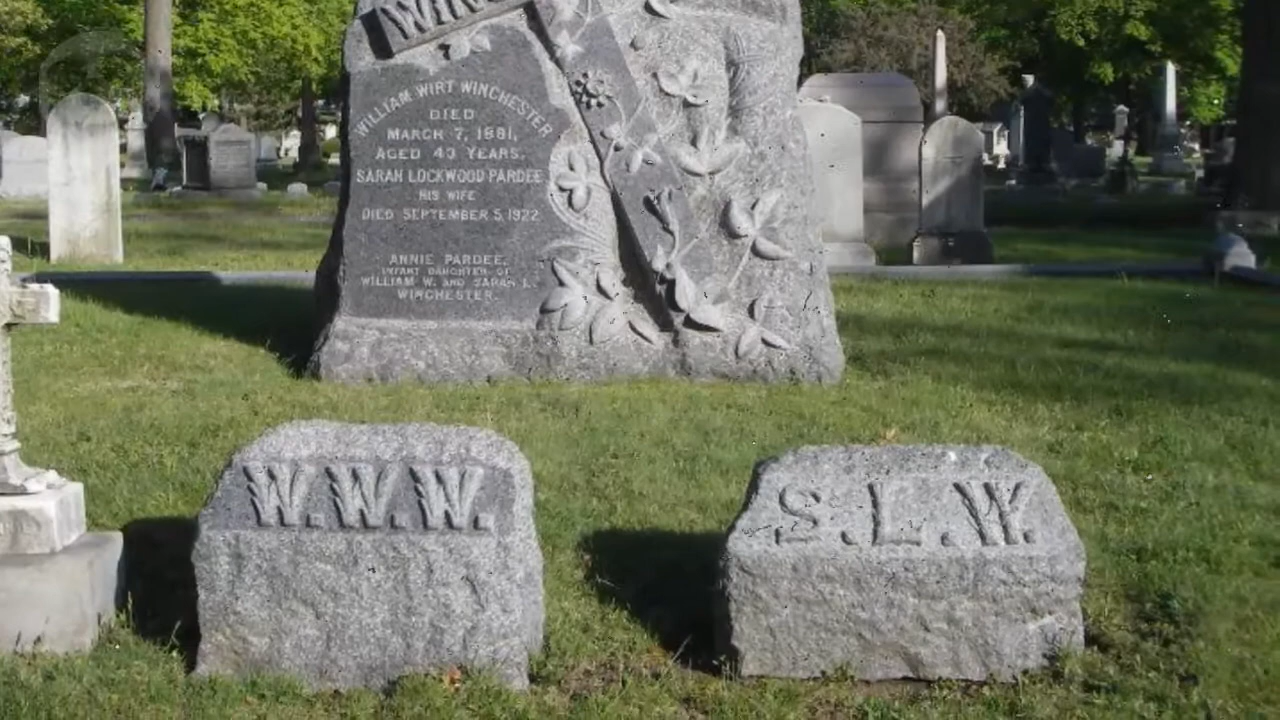 WILLIAM WIRT WINCHESTER
DIED
MARCH 7, 1881,
AGED 43 YEARS.
SARAH LOCKWOOD PARDEE
HIS WIFE
DIED SEPTEMBER 5, 1922
ANNIE PARDEE,
INFANT DAUGHTER OF
WILLIAM W. AND SARAH L.
WINCHESTER.
W.W.W.
S.L.W.